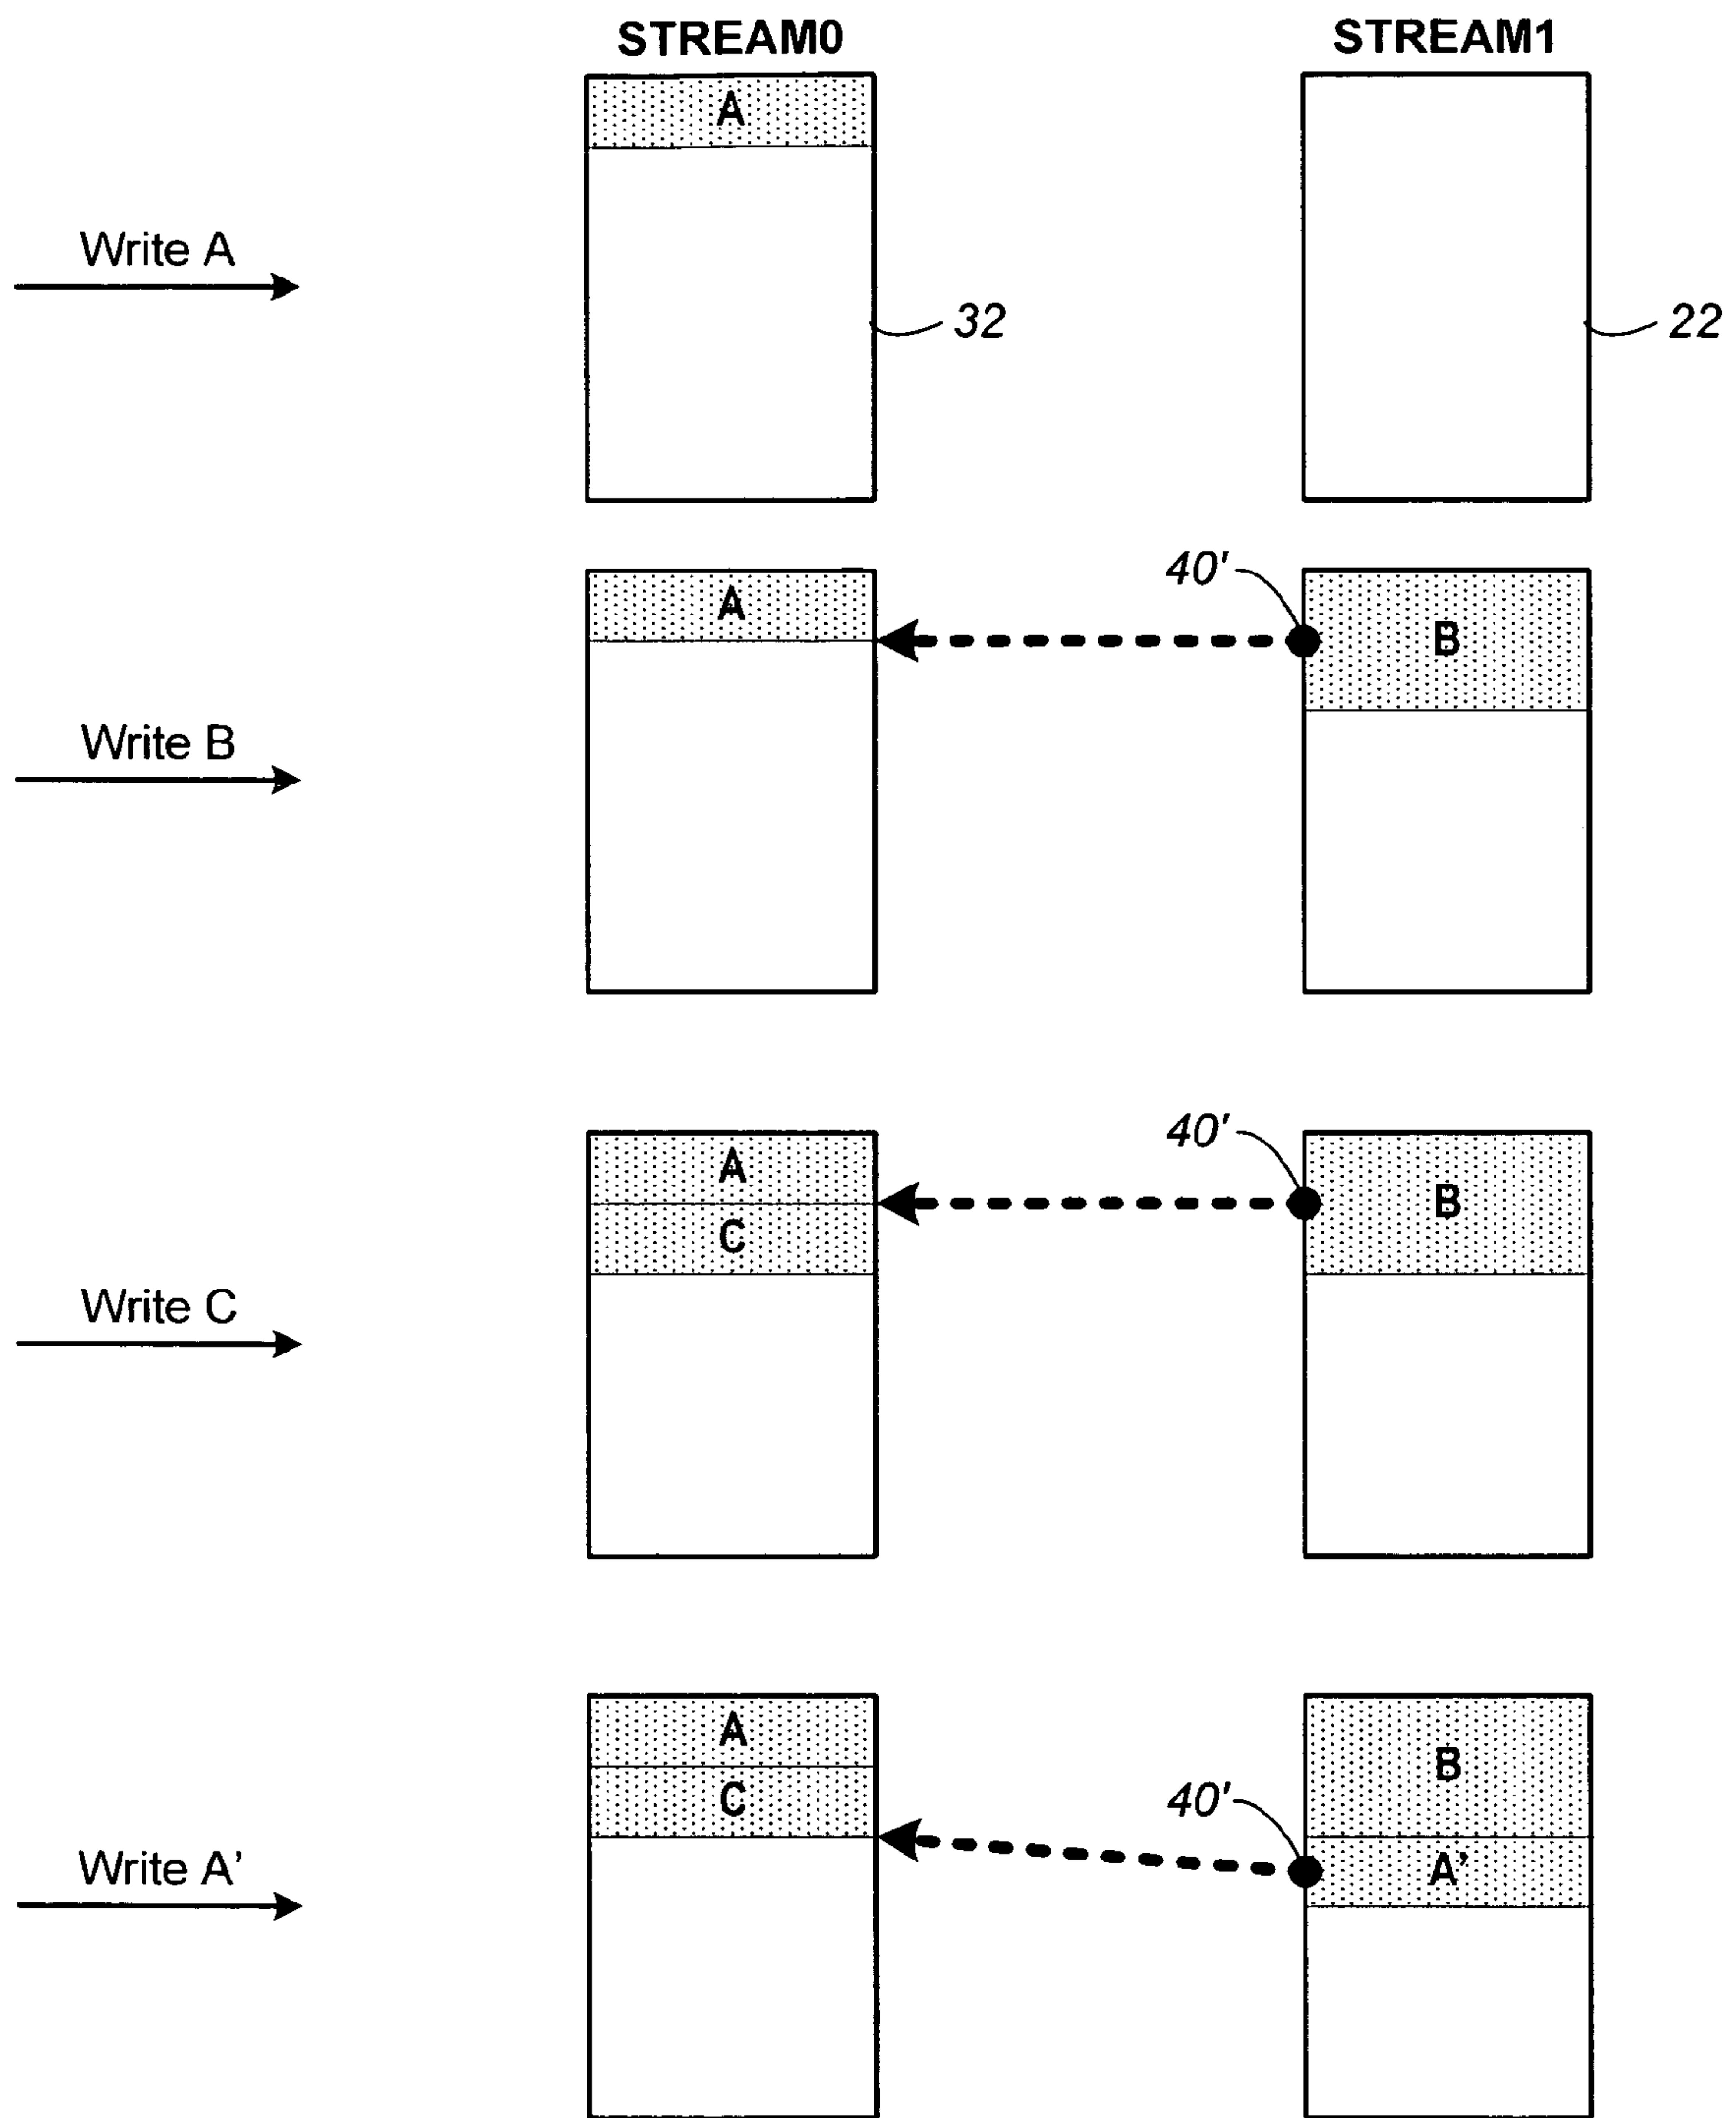 STREAM0 STREAM1
A
Write A
32 22
40'
A B
Write B
40'
A B
C
Write C
A
B
C 40'
A’
Write A’